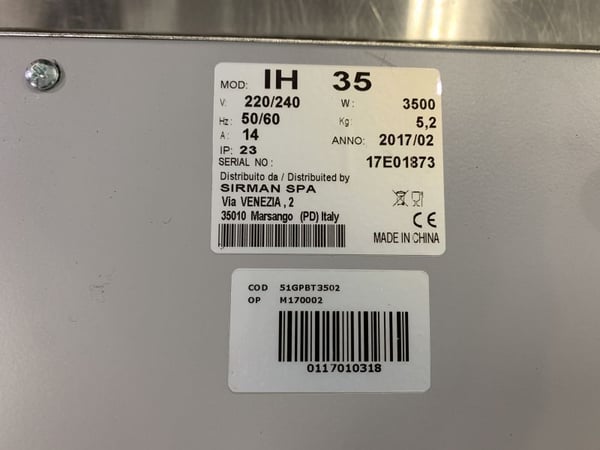 MOD: IH 35
V: 220/240 W: 3500
Hz: 50/60 Kg: 5,2
A: 14 ANNO: 2017/02
IP: 23
SERIAL NO: 17E01873
Distribuito da / Distribuited by
SIRMAN SPA
Via VENEZIA , 2
35010 Marsango (PD) Italy
CE
MADE IN CHINA
COD 51GPBT3502
OP M170002
0117010318